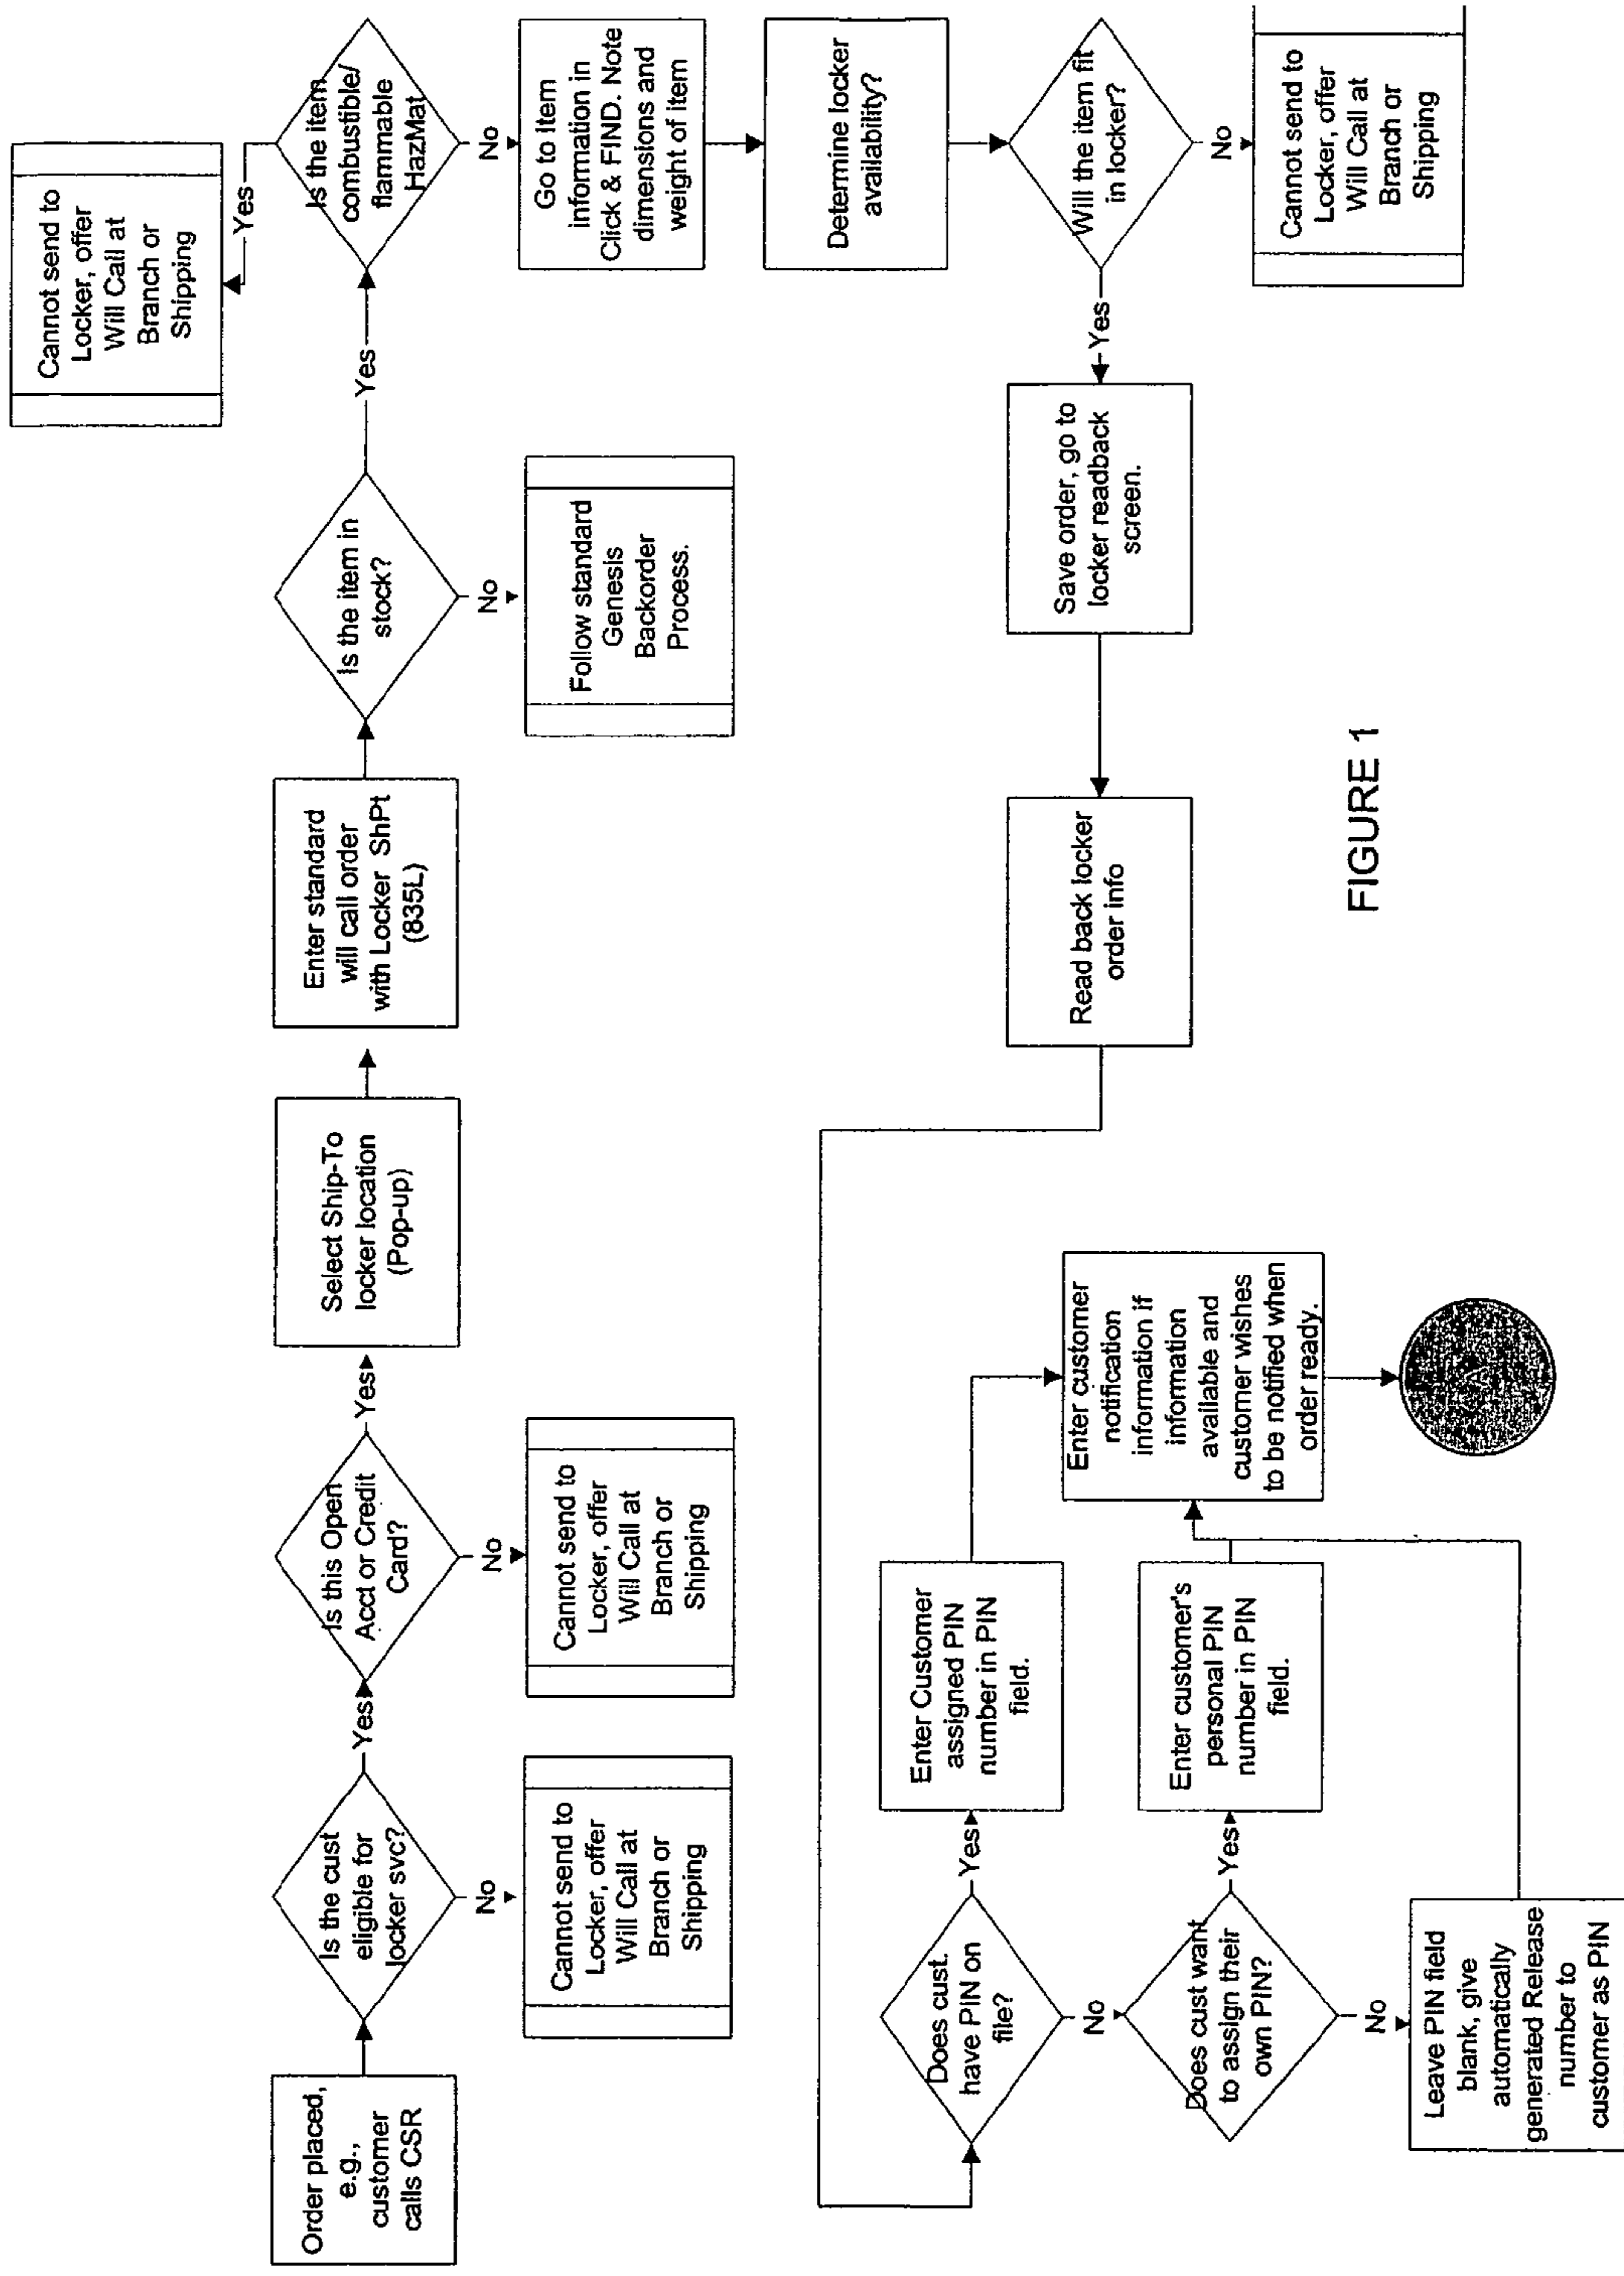 Order placed,
e.g.,
customer
calls CSR
Is the cust
eligible for
locker svc?
Yes
No
Cannot send to
Locker, offer
Will Call at
Branch or
Shipping
Is this Open
Acct or Credit
Card?
Yes
No
Cannot send to
Locker, offer
Will Call at
Branch or
Shipping
Select Ship-To
locker location
(Pop-up)
Enter standard
will call order
with Locker ShPt
(835L)
Is the item in
stock?
Yes
No
Follow standard
Genesis
Backorder
Process.
Is the item
combustible/
flammable
HazMat
Yes
Cannot send to
Locker, offer
Will Call at
Branch or
Shipping
No
Go to Item
information in
Click & FIND. Note
dimensions and
weight of item
Determine locker
availability?
Will the item fit
in locker?
No
Cannot send to
Locker, offer
Will Call at
Branch or
Shipping
Yes
Save order, go to
locker readback
screen.
Read back locker
order info
Does cust.
have PIN on
file?
Yes
Enter Customer
assigned PIN
number in PIN
field.
No
Does cust want
to assign their
own PIN?
Yes
Enter customer's
personal PIN
number in PIN
field.
No
Leave PIN field
blank, give
automatically
generated Release
number to
customer as PIN
Enter customer
notification
information if
information
available and
customer wishes
to be notified when
order ready.
FIGURE 1